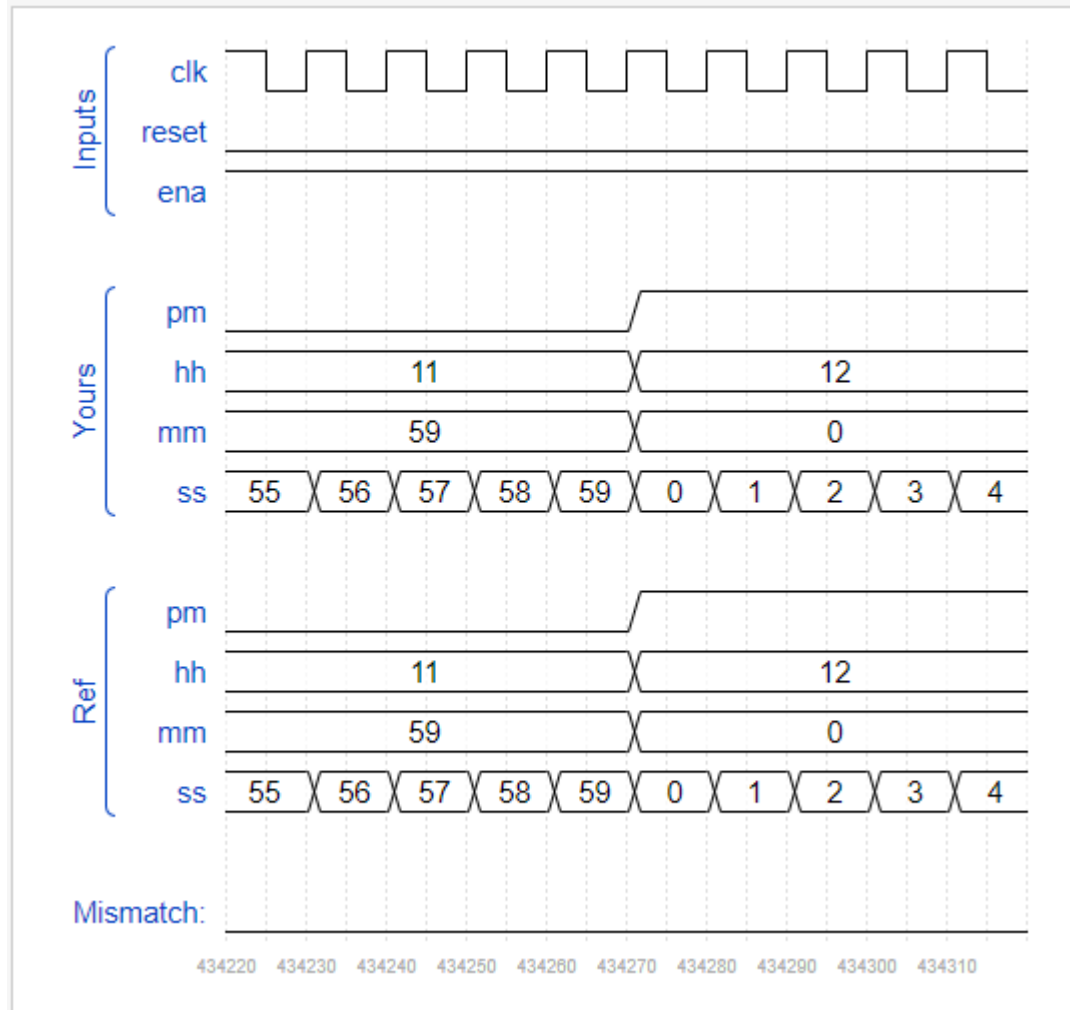 Inputs
clk
reset
ena
Yours
pm
hh 11 12
mm 59 0
ss 55 56 57 58 59 0 1 2 3 4
Ref
pm
hh 11 12
mm 59 0
ss 55 56 57 58 59 0 1 2 3 4
Mismatch:
434220 434230 434240 434250 434260 434270 434280 434290 434300 434310